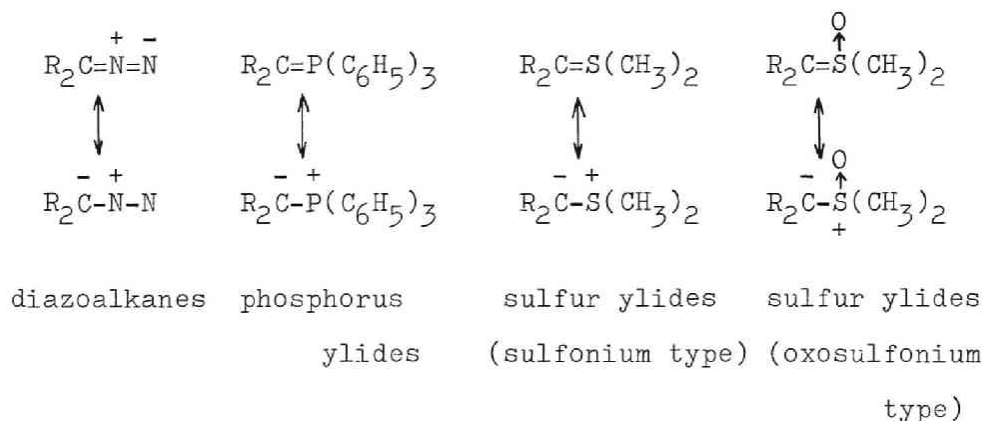 O
+ - O
R₂C=N=N R₂C=P(C₆H₅)₃ R₂C=S(CH₃)₂ R₂C=S(CH₃)₂
- + - + - + - O
R₂C-N-N R₂C-P(C₆H₅)₃ R₂C-S(CH₃)₂ R₂C-S(CH₃)₂
+
diazoalkanes phosphorus sulfur ylides sulfur ylides
ylides (sulfonium type) (oxosulfonium
type)